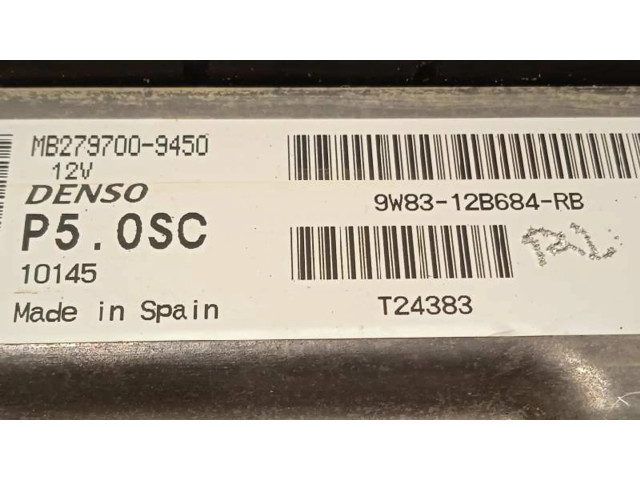 MB279700-9450
12V
DENSO
P5.0SC
10145
Made in Spain
9W83-12B684-RB
T24383